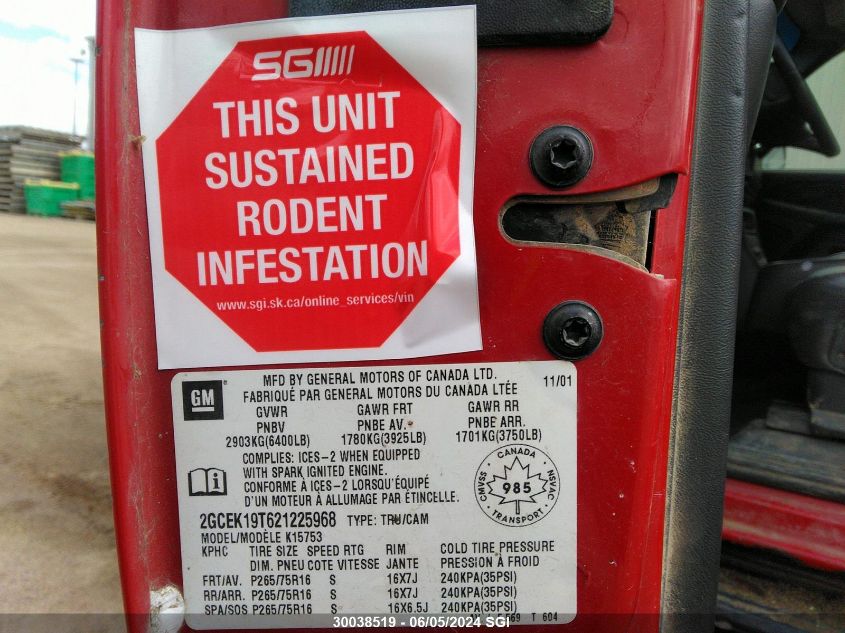 SGI
THIS UNIT
SUSTAINED
RODENT
INFESTATION
www.sgi.sk.ca/online_services/vin
GM
MFD BY GENERAL MOTORS OF CANADA LTD. 11/01
FABRIQUÉ PAR GENERAL MOTORS DU CANADA LTÉE
GVWR GAWR FRT GAWR RR
PNBV PNBE AV. PNBE ARR.
2903KG(6400LB) 1780KG(3925LB) 1701KG(3750LB)
COMPLIES: ICES-2 WHEN EQUIPPED
WITH SPARK IGNITED ENGINE.
CONFORME À ICES-2 LORSQU'ÉQUIPÉ
D'UN MOTEUR À ALLUMAGE PAR ÉTINCELLE.
CANADA
CMVSS 985 NSVAC
TRANSPORT
2GCEK19T621225968 TYPE: TRU/CAM
MODEL/MODÈLE K15753
KPHC TIRE SIZE SPEED RTG RIM COLD TIRE PRESSURE
DIM. PNEU COTE VITESSE JANTE PRESSION À FROID
FRT/AV. P265/75R16 S 16X7J 240KPA(35PSI)
RR/ARR. P265/75R16 S 16X7J 240KPA(35PSI)
SPA/SOS P265/75R16 S 16X6.5J 240KPA(35PSI)
569 T 604
30038519 - 06/05/2024 SGI